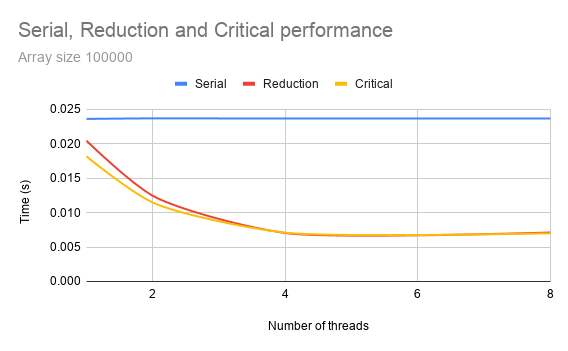 Serial, Reduction and Critical performance
Array size 100000
Serial Reduction Critical
0.025
0.020
0.015
0.010
0.005
0.000
Time (s)
2 4 6 8
Number of threads